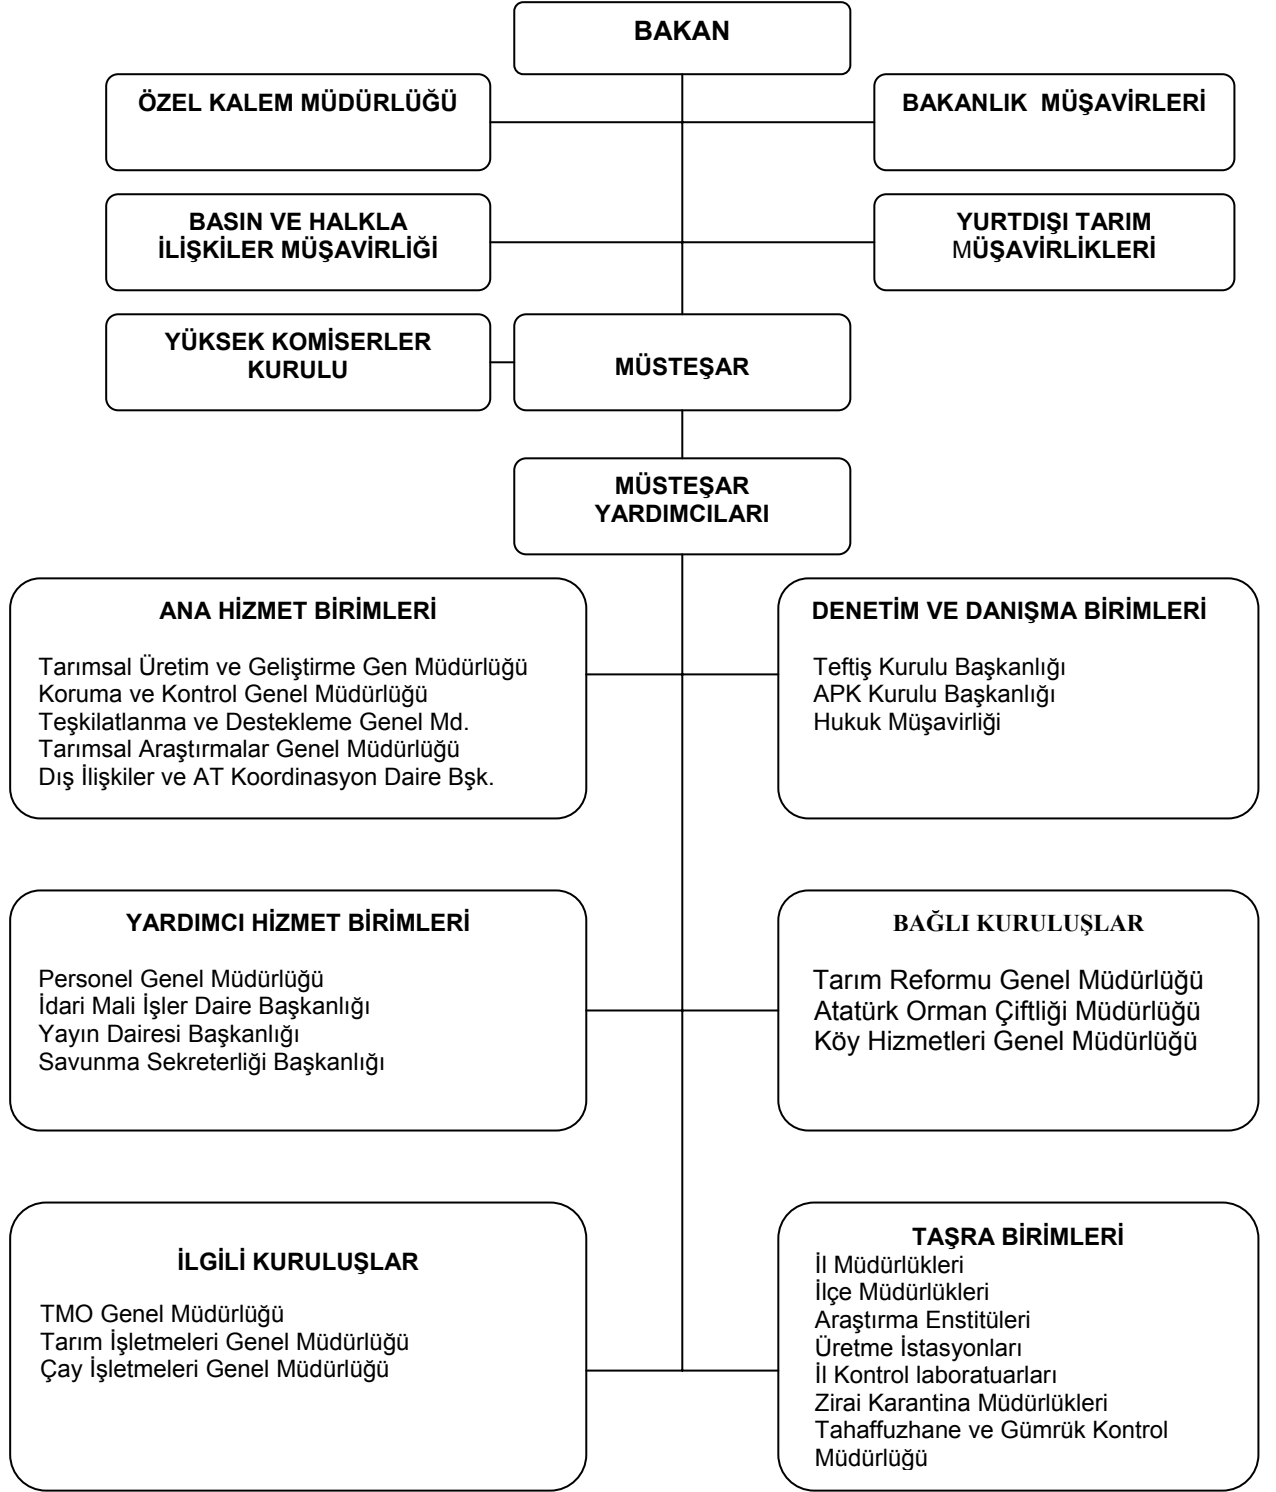 BAKAN
ÖZEL KALEM MÜDÜRLÜĞÜ
BAKANLIK MÜŞAVİRLERİ
BASIN VE HALKLA
İLİŞKİLER MÜŞAVİRLİĞİ
YURTDIŞI TARIM
MÜŞAVİRLİKLERİ
YÜKSEK KOMİSERLER
KURULU
MÜSTEŞAR
MÜSTEŞAR
YARDIMCILARI
ANA HİZMET BİRİMLERİ
Tarımsal Üretim ve Geliştirme Gen Müdürlüğü
Koruma ve Kontrol Genel Müdürlüğü
Teşkilatlanma ve Destekleme Genel Md.
Tarımsal Araştırmalar Genel Müdürlüğü
Dış İlişkiler ve AT Koordinasyon Daire Bşk.
DENETİM VE DANIŞMA BİRİMLERİ
Teftiş Kurulu Başkanlığı
APK Kurulu Başkanlığı
Hukuk Müşavirliği
YARDIMCI HİZMET BİRİMLERİ
Personel Genel Müdürlüğü
İdari Mali İşler Daire Başkanlığı
Yayın Dairesi Başkanlığı
Savunma Sekreterliği Başkanlığı
BAĞLI KURULUŞLAR
Tarım Reformu Genel Müdürlüğü
Atatürk Orman Çiftliği Müdürlüğü
Köy Hizmetleri Genel Müdürlüğü
İLGİLİ KURULUŞLAR
TMO Genel Müdürlüğü
Tarım İşletmeleri Genel Müdürlüğü
Çay İşletmeleri Genel Müdürlüğü
TAŞRA BİRİMLERİ
İl Müdürlükleri
İlçe Müdürlükleri
Araştırma Enstitüleri
Üretme İstasyonları
İl Kontrol laboratuarları
Zirai Karantina Müdürlükleri
Tahaffuzhane ve Gümrük Kontrol
Müdürlüğü